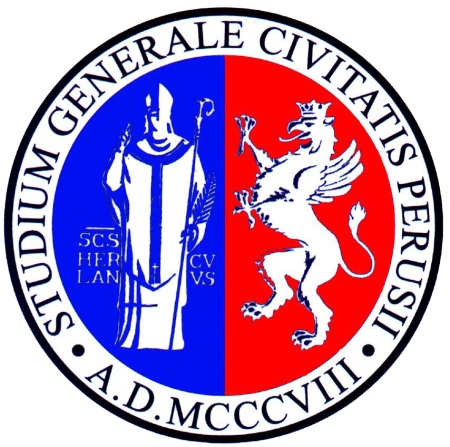 STUDIUM GENERALE CIVITATIS PERUSII
• A.D. MCCCVIII •
SCS
HER CV
LAN VS